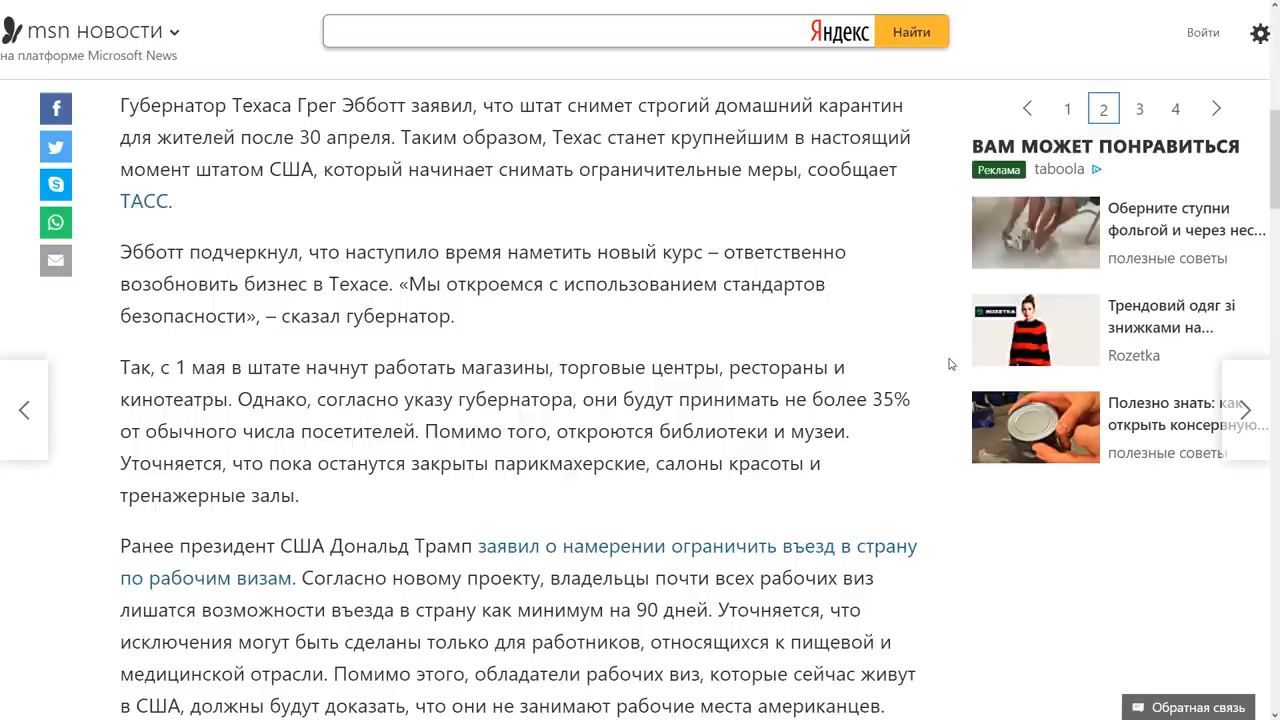 msn НОВОСТИ
на платформе Microsoft News
Яндекс
Найти
Войти
Губернатор Техаса Грег Эбботт заявил, что штат снимет строгий домашний карантин
для жителей после 30 апреля. Таким образом, Техас станет крупнейшим в настоящий
момент штатом США, который начинает снимать ограничительные меры, сообщает
ТАСС.
Эбботт подчеркнул, что наступило время наметить новый курс – ответственно
возобновить бизнес в Техасе. «Мы откроемся с использованием стандартов
безопасности», – сказал губернатор.
Так, с 1 мая в штате начнут работать магазины, торговые центры, рестораны и
кинотеатры. Однако, согласно указу губернатора, они будут принимать не более 35%
от обычного числа посетителей. Помимо того, откроются библиотеки и музеи.
Уточняется, что пока останутся закрыты парикмахерские, салоны красоты и
тренажерные залы.
Ранее президент США Дональд Трамп заявил о намерении ограничить въезд в страну
по рабочим визам. Согласно новому проекту, владельцы почти всех рабочих виз
лишатся возможности въезда в страну как минимум на 90 дней. Уточняется, что
исключения могут быть сделаны только для работников, относящихся к пищевой и
медицинской отрасли. Помимо этого, обладатели рабочих виз, которые сейчас живут
в США, должны будут доказать, что они не занимают рабочие места американцев.
1 2 3 4
ВАМ МОЖЕТ ПОНРАВИТЬСЯ
Реклама taboola
Оберните ступни
фольгой и через нес...
полезные советы
ROZETKA
Трендовий одяг зі
знижками на...
Rozetka
Полезно знать: как
открыть консервную...
полезные советы
Обратная связь